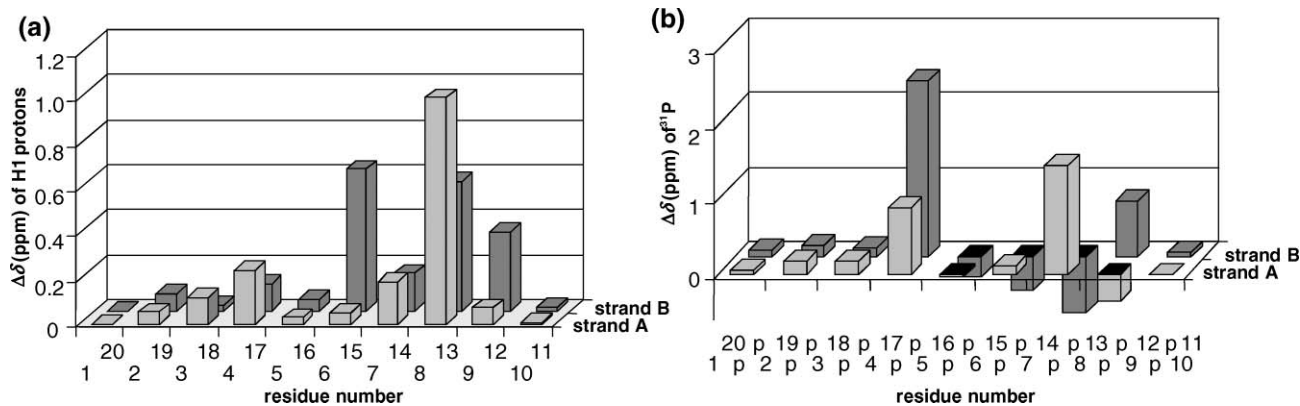 (a)
Δδ(ppm) of H1 protons
1.2
1.0
0.8
0.6
0.4
0.2
0
strand B
strand A
20 19 18 17 16 15 14 13 12 11
1 2 3 4 5 6 7 8 9 10
residue number
(b)
Δδ(ppm) of ³¹P
3
2
1
0
strand B
strand A
20 p 19 p 18 p 17 p 16 p 15 p 14 p 13 p 12 p 11
1 p 2 p 3 p 4 p 5 p 6 p 7 p 8 p 9 p 10
residue number